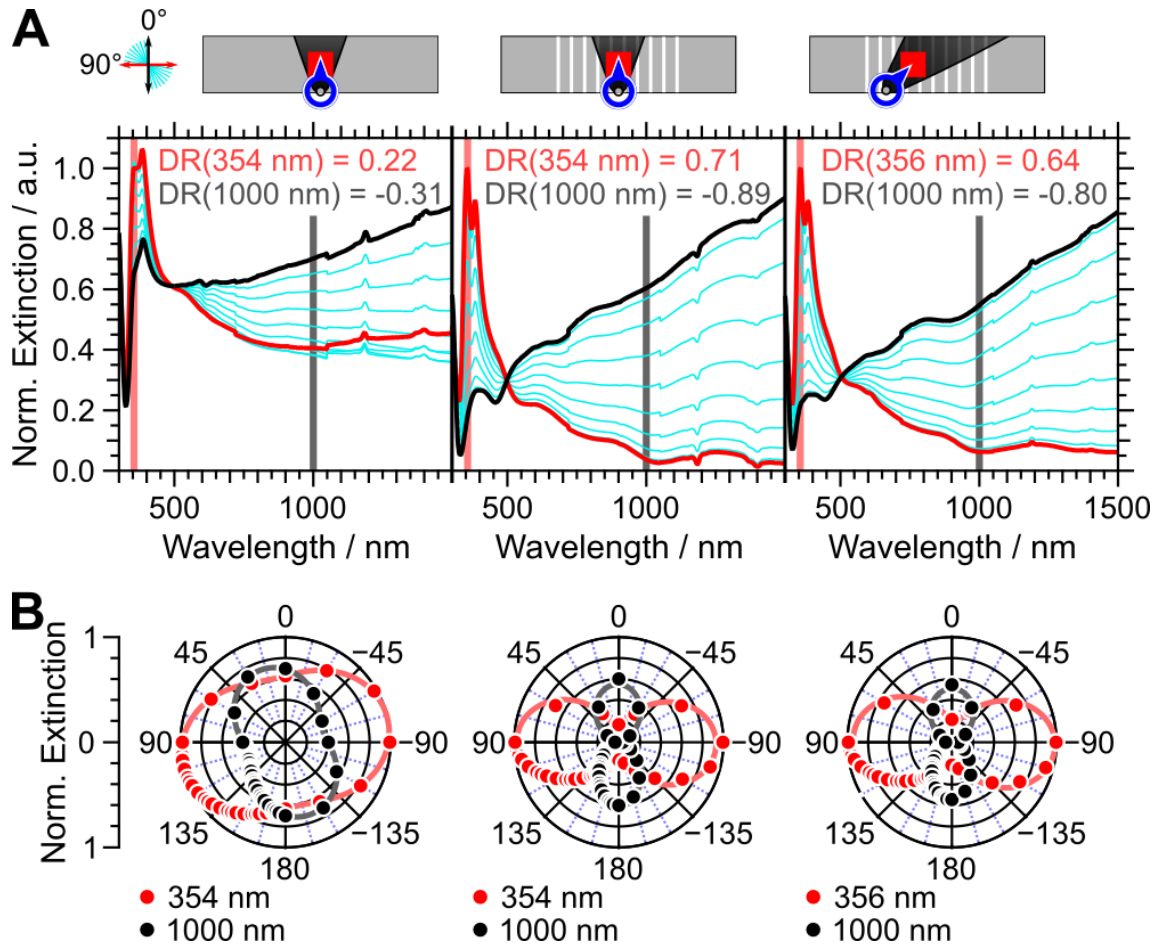 A
0°
90°
DR(354 nm) = 0.22
DR(1000 nm) = -0.31
DR(354 nm) = 0.71
DR(1000 nm) = -0.89
DR(356 nm) = 0.64
DR(1000 nm) = -0.80
Norm. Extinction / a.u.
1.0
0.8
0.6
0.4
0.2
0.0
500
1000
500
1000
500
1000
1500
Wavelength / nm
Wavelength / nm
Wavelength / nm
B
Norm. Extinction
1
0
1
0
45
−45
90
−90
135
−135
180
0
45
−45
90
−90
135
−135
180
0
45
−45
90
−90
135
−135
180
354 nm
1000 nm
354 nm
1000 nm
356 nm
1000 nm